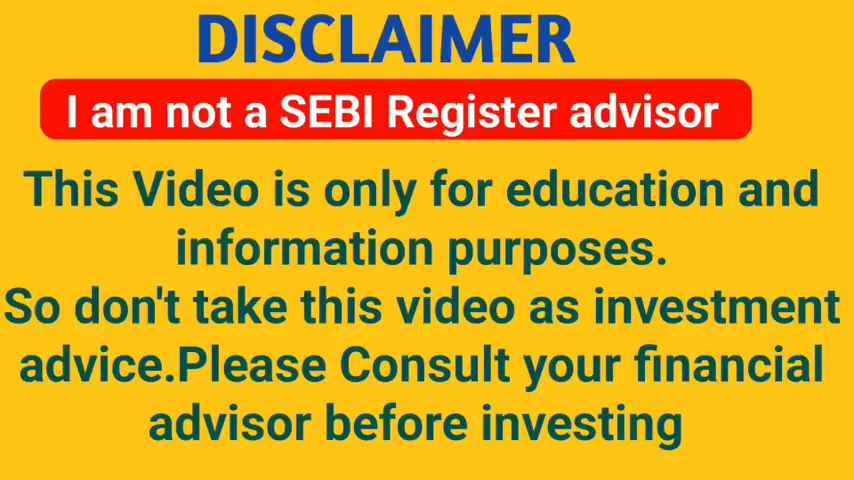 DISCLAIMER
I am not a SEBI Register advisor
This Video is only for education and
information purposes.
So don't take this video as investment
advice.Please Consult your financial
advisor before investing